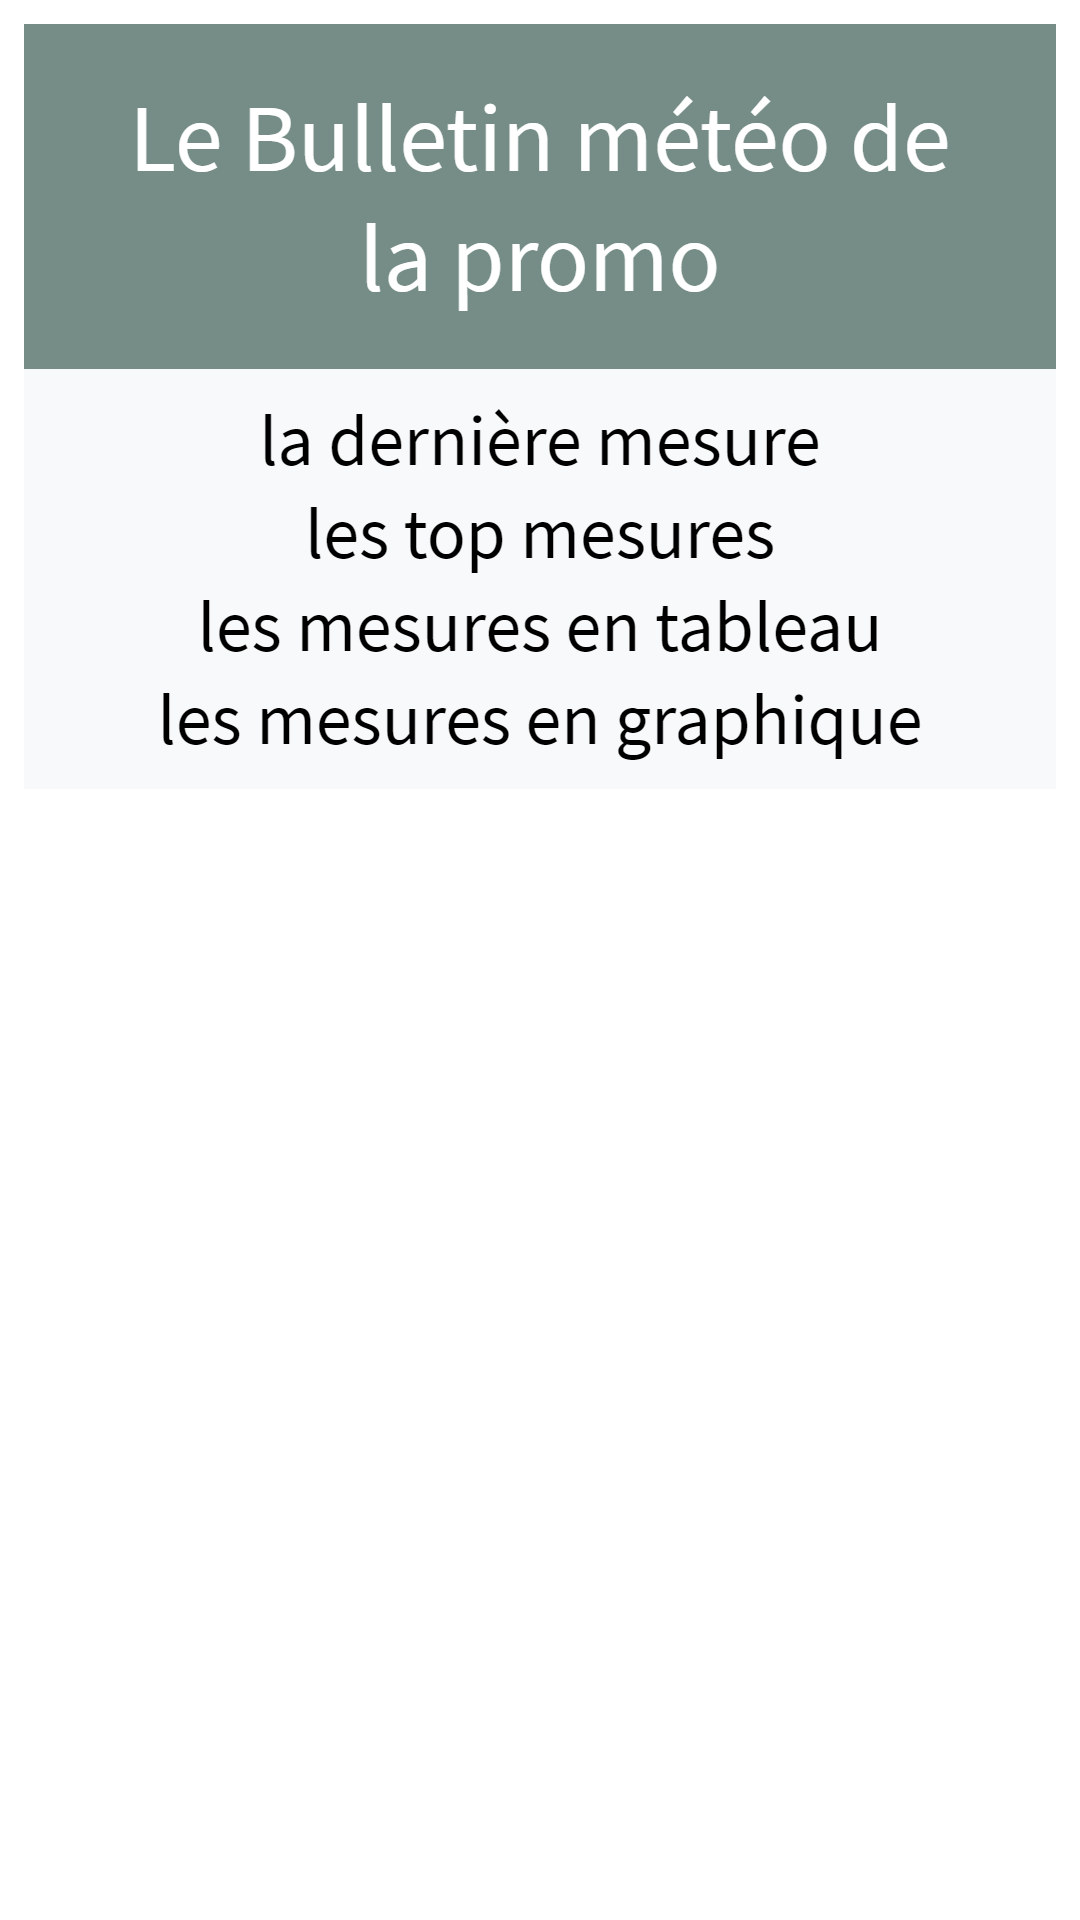 Le Bulletin météo de
la promo
la dernière mesure
les top mesures
les mesures en tableau
les mesures en graphique